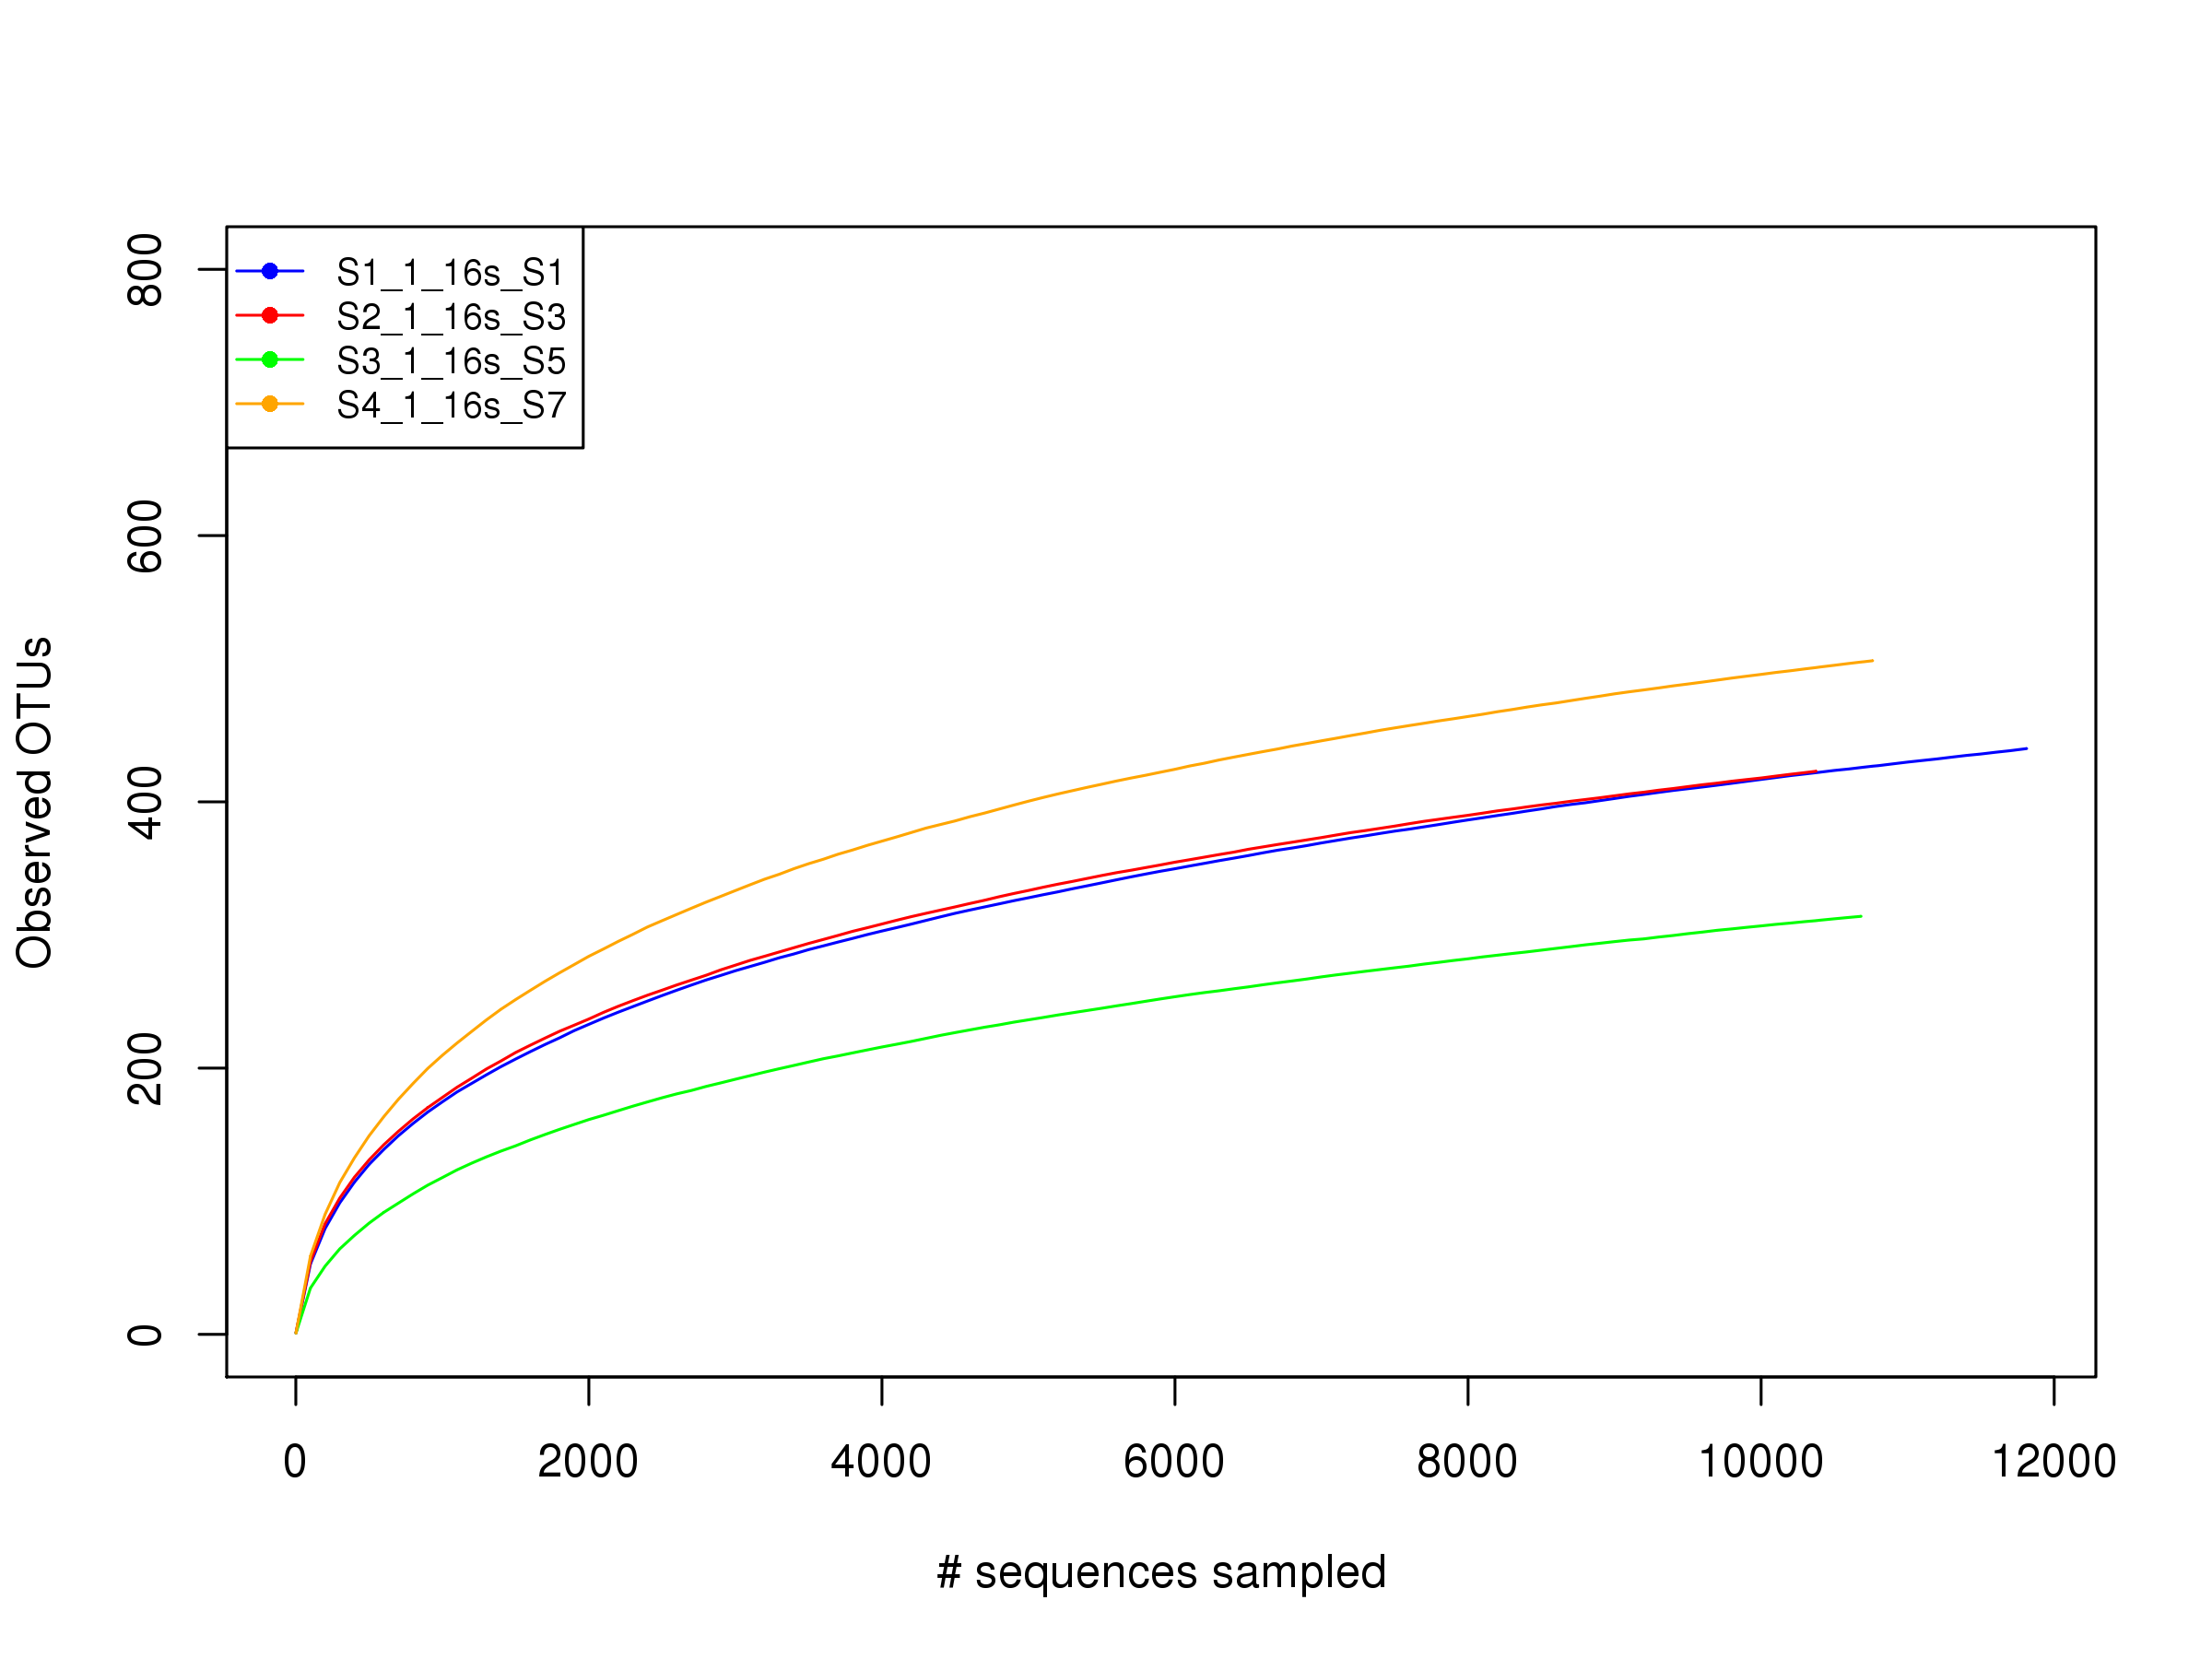 S1_1_16s_S1
S2_1_16s_S3
S3_1_16s_S5
S4_1_16s_S7
800
600
400
200
0
Observed OTUs
0 2000 4000 6000 8000 10000 12000
# sequences sampled